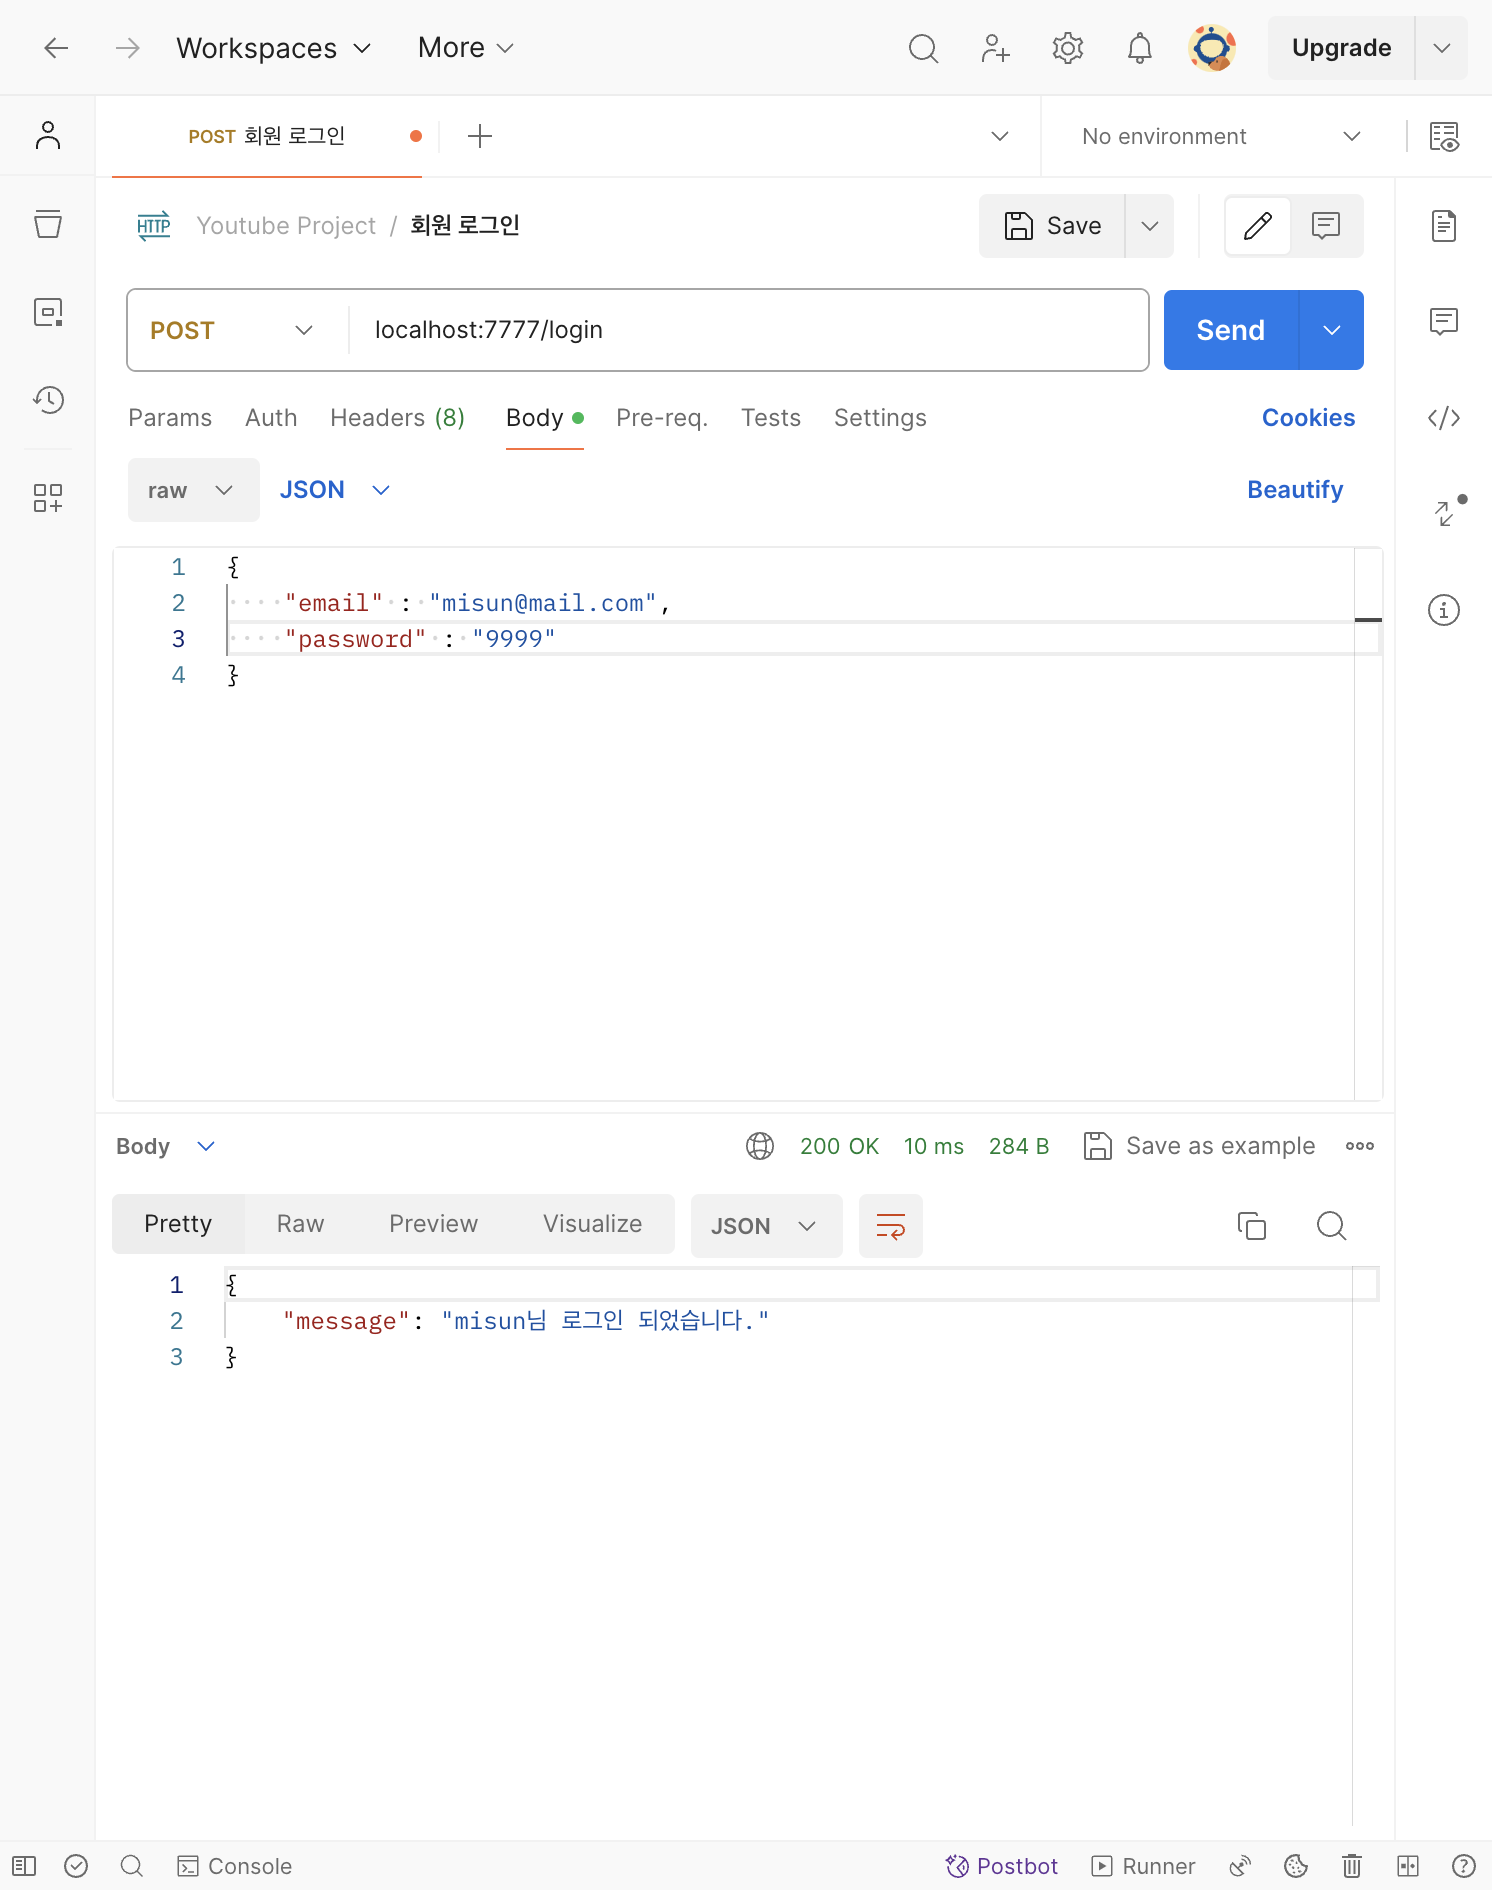 Workspaces More Upgrade
POST 회원 로그인 No environment
HTTP Youtube Project / 회원 로그인 Save
POST localhost:7777/login Send
Params Auth Headers (8) Body Pre-req. Tests Settings Cookies
raw JSON Beautify
1 {
2 "email" : "misun@mail.com",
3 "password" : "9999"
4 }
Body 200 OK 10 ms 284 B Save as example
Pretty Raw Preview Visualize JSON
1 {
2 "message": "misun님 로그인 되었습니다."
3 }
Console Postbot Runner